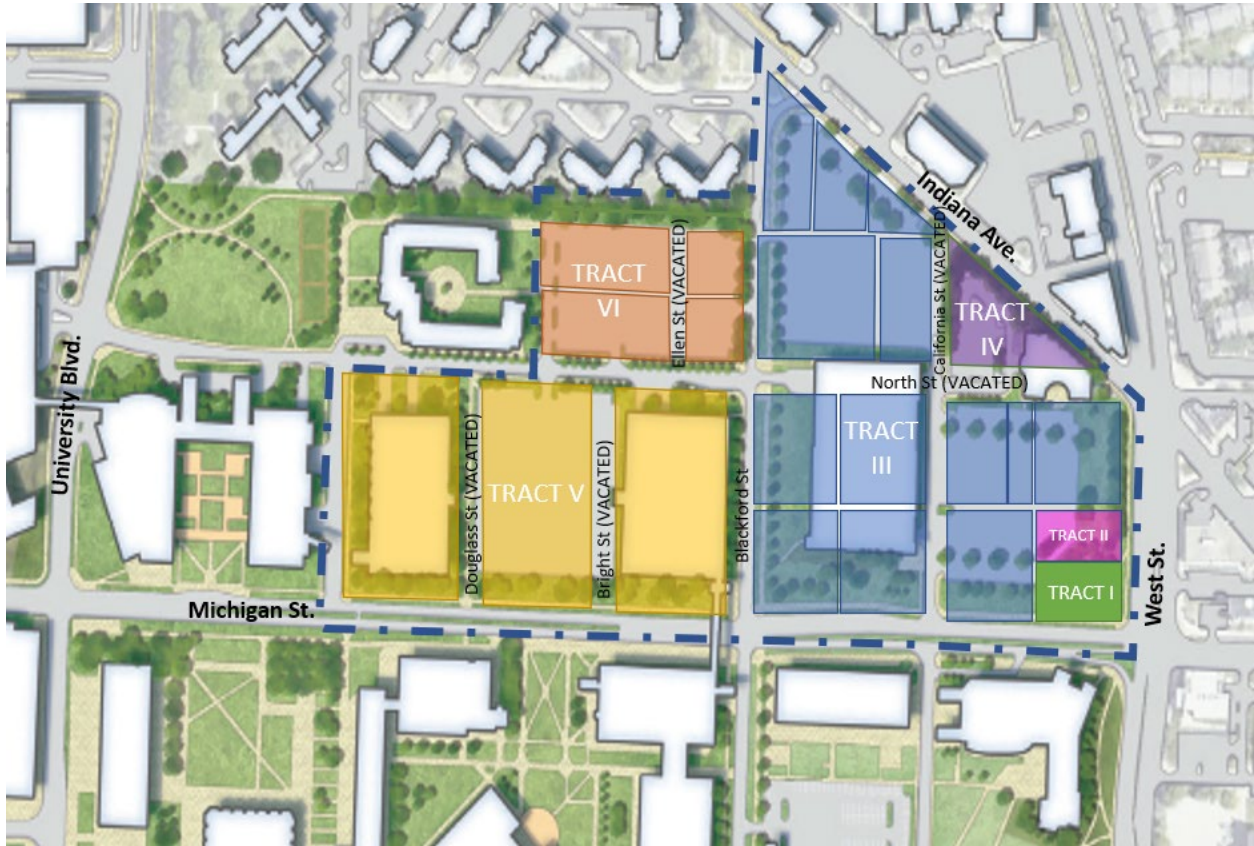 Indiana Ave.
TRACT
VI
Ellen St (VACATED)
California St (VACATED)
TRACT
IV
University Blvd.
North St (VACATED)
TRACT
III
TRACT V
Douglass St (VACATED)
Bright St (VACATED)
Blackford St
TRACT II
TRACT I
West St.
Michigan St.